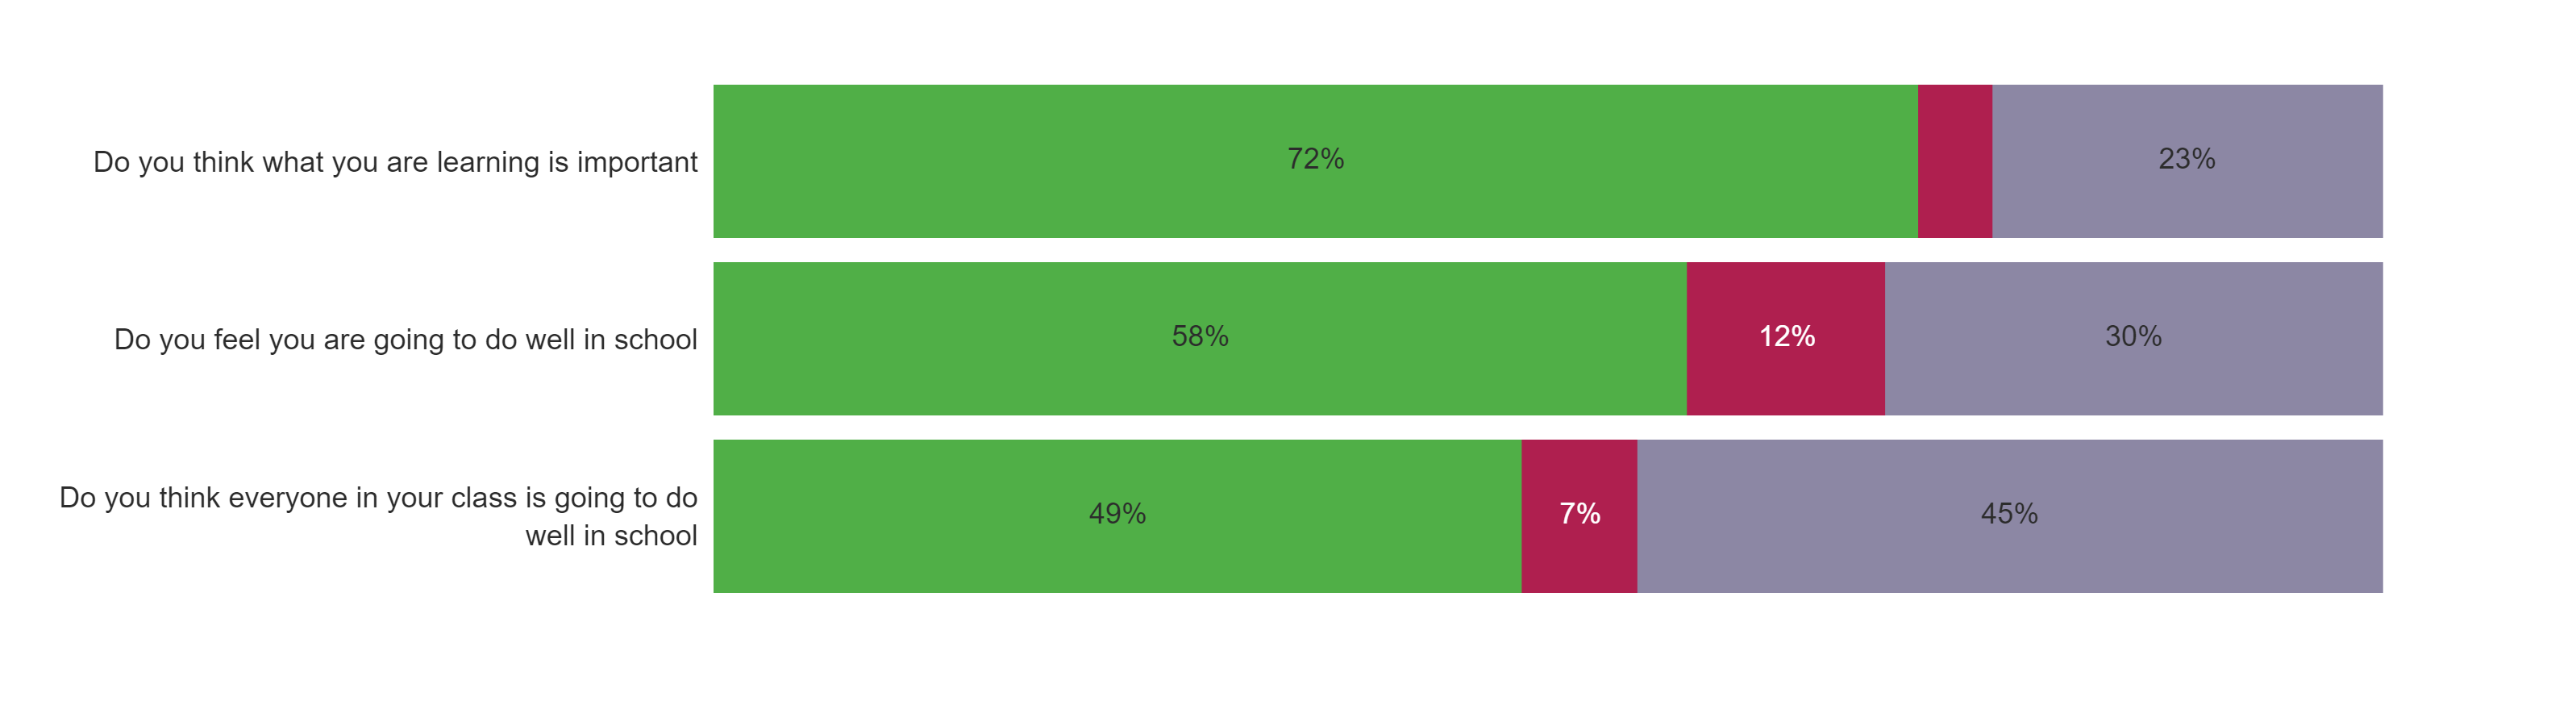 Do you think what you are learning is important
72%
23%
Do you feel you are going to do well in school
58%
12%
30%
Do you think everyone in your class is going to do
well in school
49%
7%
45%